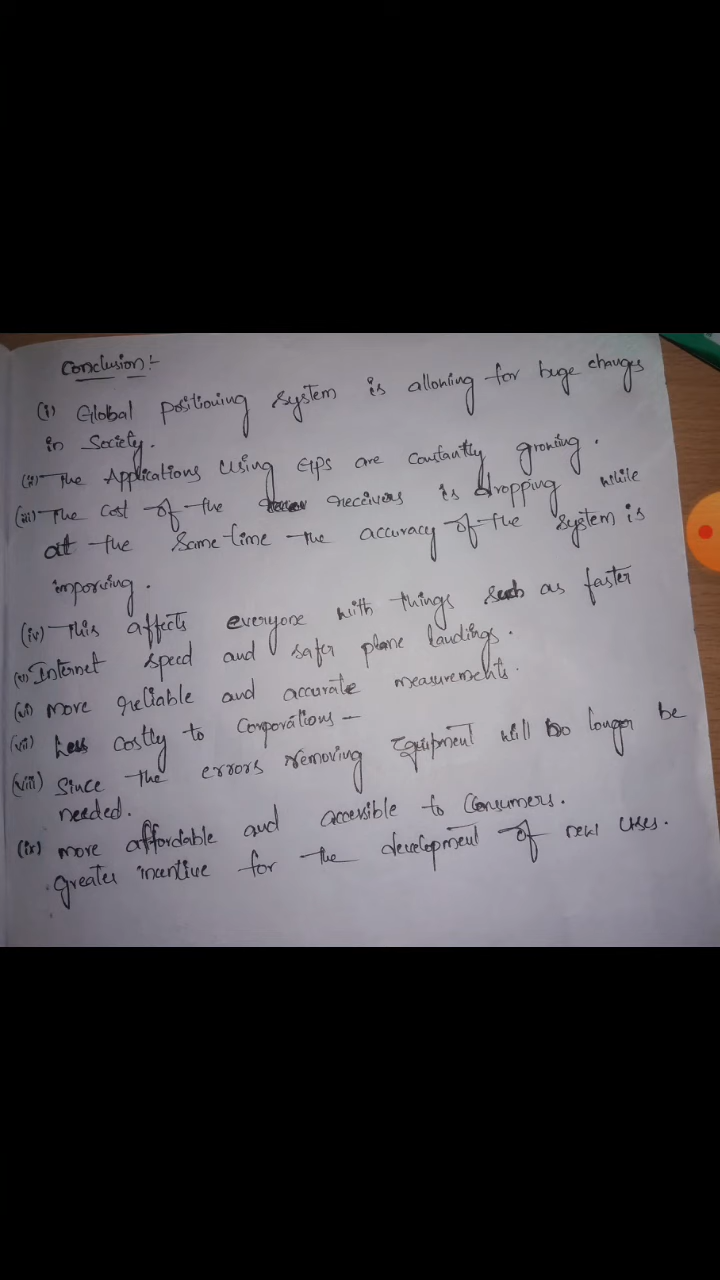 Conclusion:-
(i) Global positioning system is allowing for huge changes
in Society.
(ii) The Applications using GPS are constantly growing.
(iii) The cost of the receivers is dropping while
at the same time the accuracy of the system is
imporving.
(iv) This affects everyone with things such as faster
(v) Internet speed and safer plane landings.
(vi) more reliable and accurate measurements.
(vii) Less costly to Corporations -
(viii) Since the errors removing Equipment will no longer be
needed.
(ix) more affordable and accessible to Consumers.
greater incentive for the development of new uses.